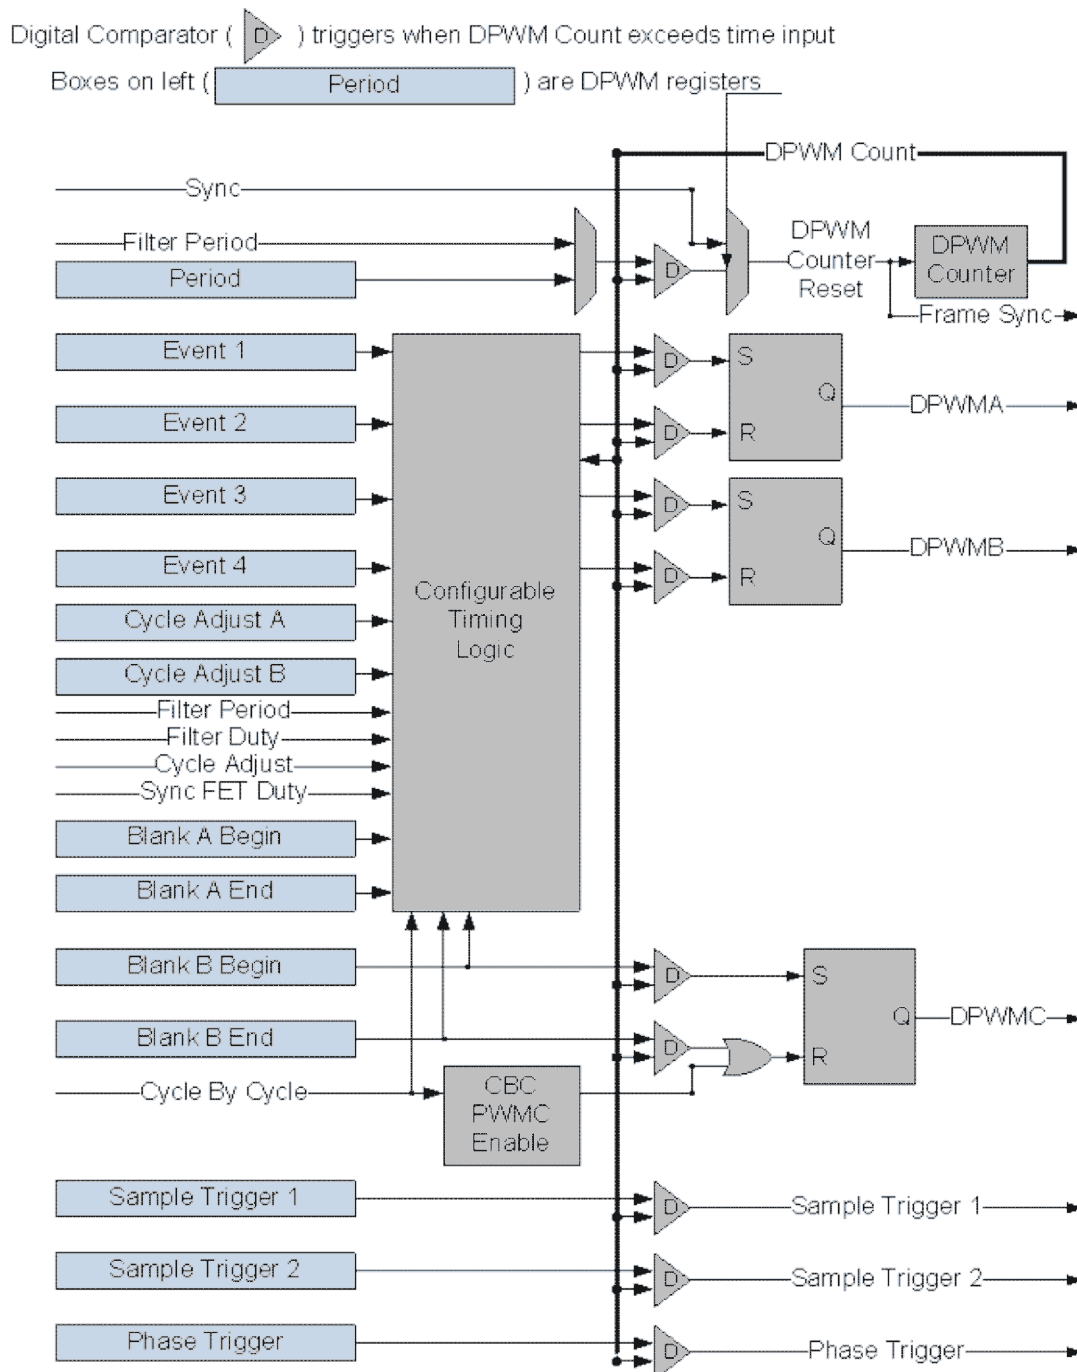 Digital Comparator ( D ) triggers when DPWM Count exceeds time input
Boxes on left ( Period ) are DPWM registers
DPWM Count
Sync
Filter Period
Period
D
DPWM
Counter
Reset
DPWM
Counter
Frame Sync
Event 1
D
S
Q
DPWMA
Event 2
D
R
Event 3
D
S
Q
DPWMB
Event 4
D
R
Configurable
Timing
Logic
Cycle Adjust A
Cycle Adjust B
Filter Period
Filter Duty
Cycle Adjust
Sync FET Duty
Blank A Begin
Blank A End
Blank B Begin
D
S
Q
DPWMC
Blank B End
D
R
Cycle By Cycle
CBC
PWMC
Enable
Sample Trigger 1
D
Sample Trigger 1
Sample Trigger 2
D
Sample Trigger 2
Phase Trigger
D
Phase Trigger